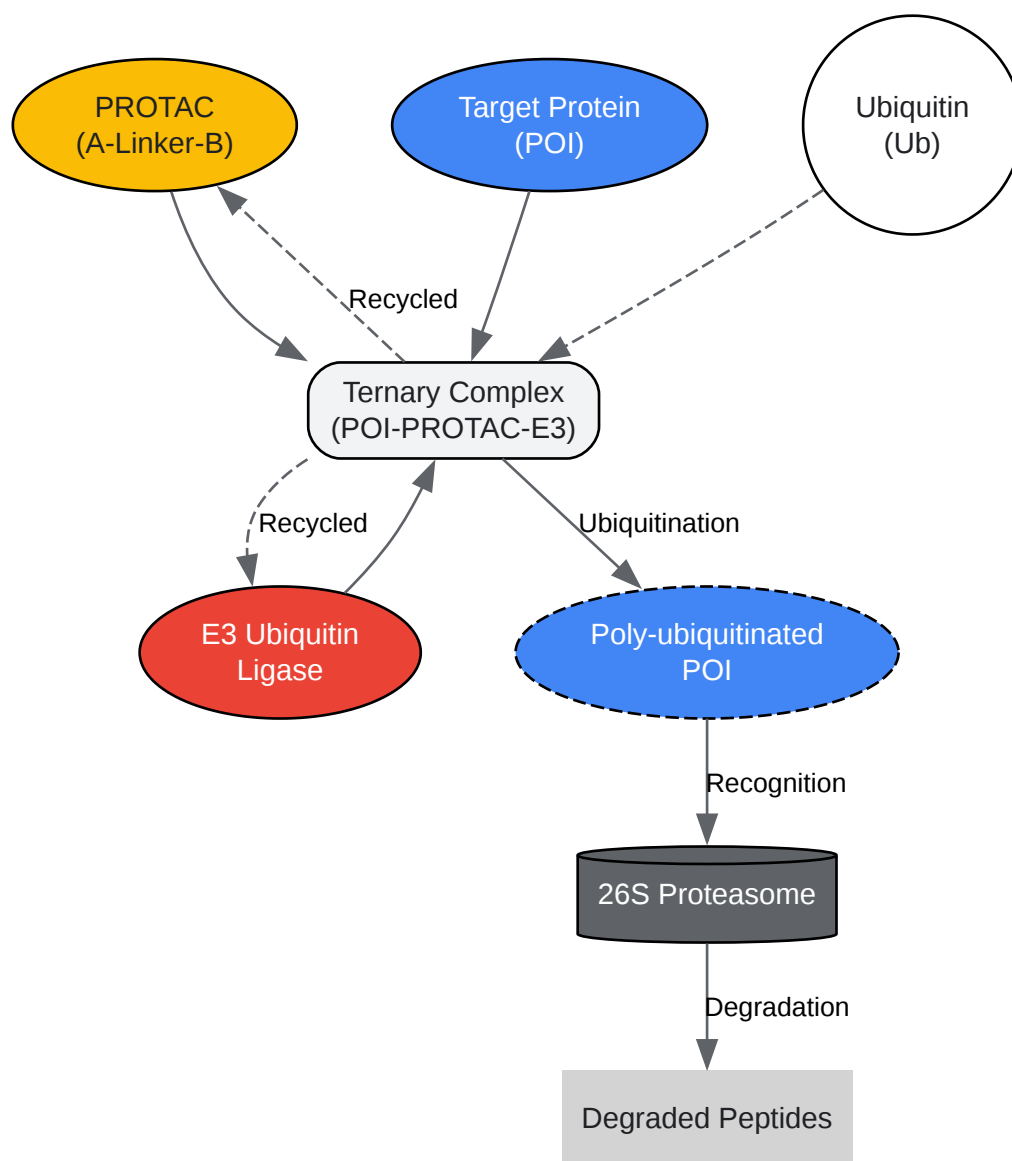 PROTAC
(A-Linker-B)
Target Protein
(POI)
Ubiquitin
(Ub)
Recycled
Ternary Complex
(POI-PROTAC-E3)
Recycled
Ubiquitination
E3 Ubiquitin
Ligase
Poly-ubiquitinated
POI
Recognition
26S Proteasome
Degradation
Degraded Peptides